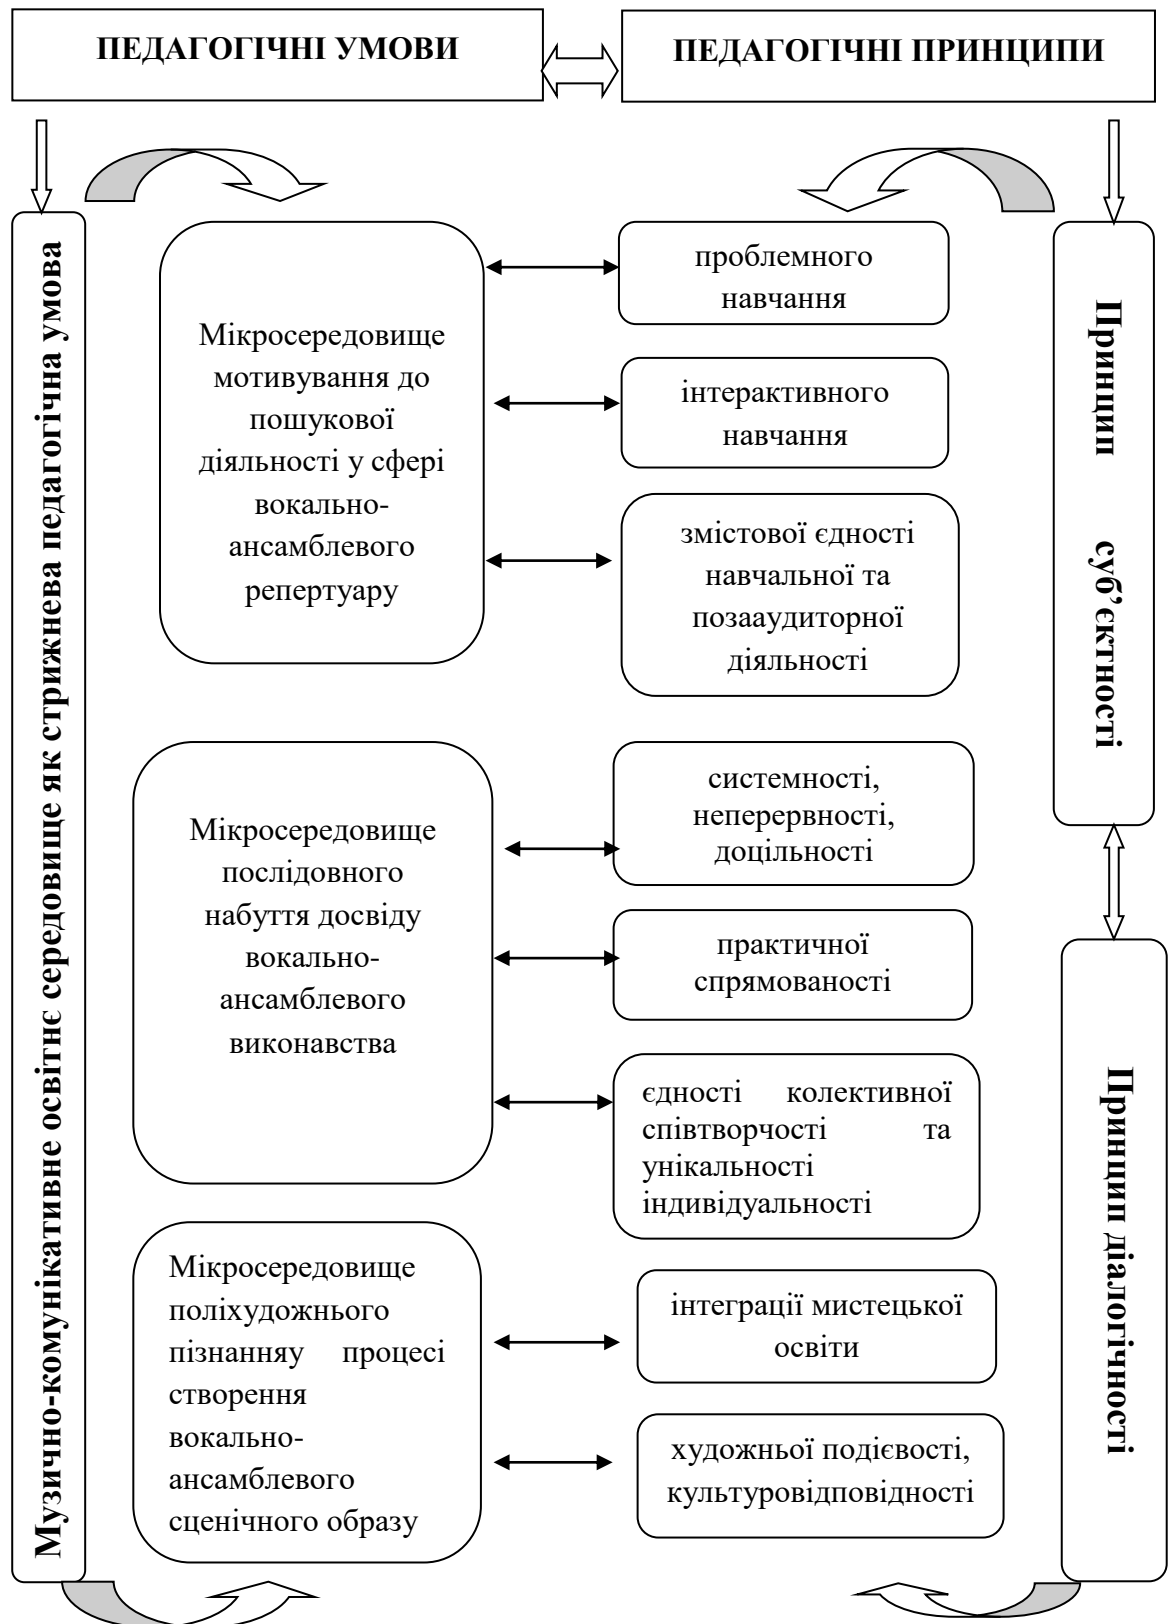 ПЕДАГОГІЧНІ УМОВИ
ПЕДАГОГІЧНІ ПРИНЦИПИ
Музично-комунікативне освітнє середовище як стрижнева педагогічна умова
Мікросередовище
мотивування до
пошукової
діяльності у сфері
вокально-
ансамблевого
репертуару
проблемного
навчання
інтерактивного
навчання
змістової єдності
навчальної та
позааудиторної
діяльності
Принцип суб’єктності
Мікросередовище
послідовного
набуття досвіду
вокально-
ансамблевого
виконавства
системності,
неперервності,
доцільності
практичної
спрямованості
єдності колективної
співтворчості та
унікальності
індивідуальності
Принцип діалогічності
Мікросередовище
поліхудожнього
пізнанняу процесі
створення
вокально-
ансамблевого
сценічного образу
інтеграції мистецької
освіти
художньої подієвості,
культуровідповідності